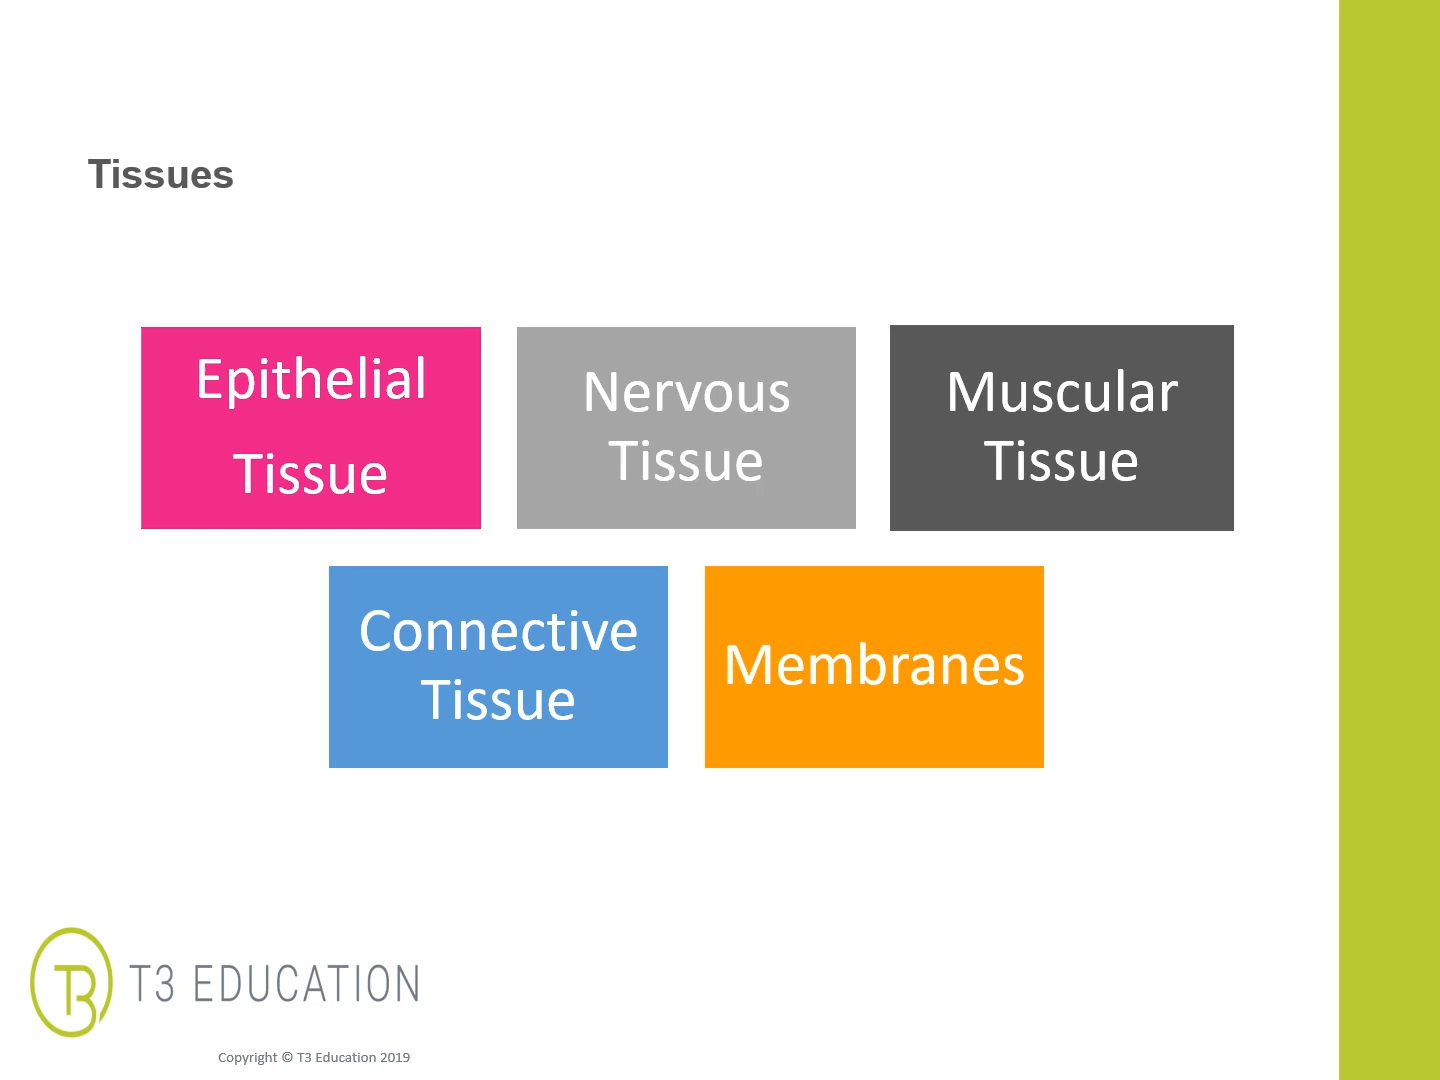 Tissues
Epithelial
Tissue
Nervous
Tissue
Muscular
Tissue
Connective
Tissue
Membranes
T3 EDUCATION
Copyright © T3 Education 2019